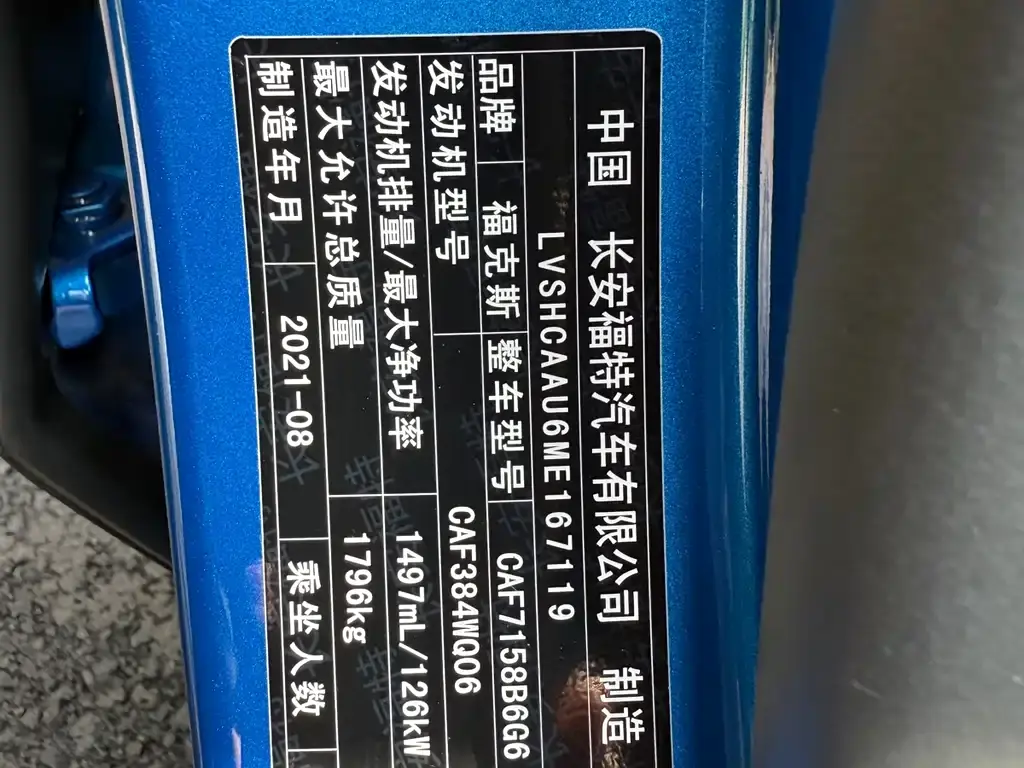 中国 长安福特汽车有限公司 制造
LVSHCAAU6ME167119
品牌 福克斯 整车型号 CAF7158B6G6
发动机型号 CAF384WQ06
发动机排量/最大净功率 1497mL/126kW
最大允许总质量 1796kg
制造年月 2021-08 乘坐人数